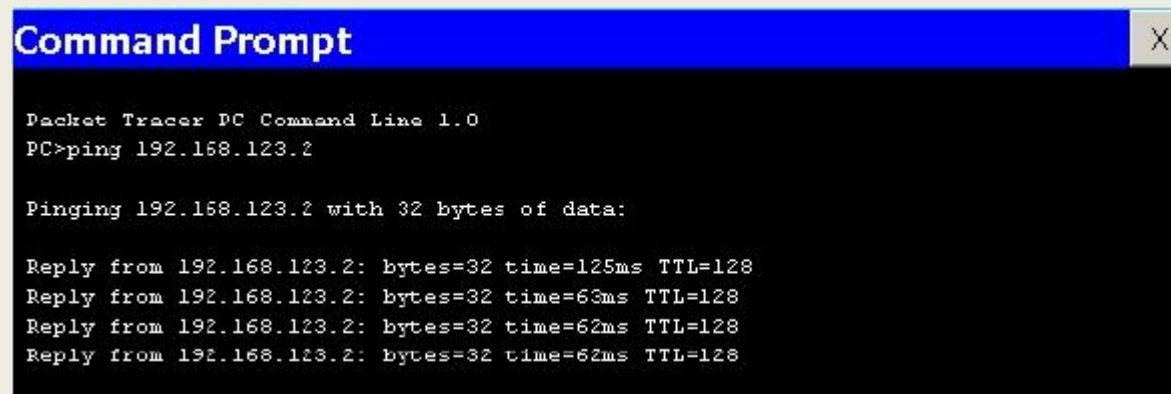 Command Prompt
X
Packet Tracer PC Command Line 1.0
PC>ping 192.168.123.2
Pinging 192.168.123.2 with 32 bytes of data:
Reply from 192.168.123.2: bytes=32 time=125ms TTL=128
Reply from 192.168.123.2: bytes=32 time=63ms TTL=128
Reply from 192.168.123.2: bytes=32 time=62ms TTL=128
Reply from 192.168.123.2: bytes=32 time=62ms TTL=128